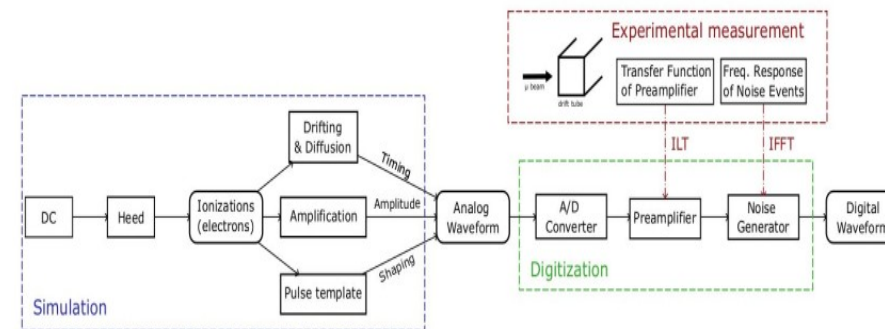 Experimental measurement
μ beam
drift tube
Transfer Function
of Preamplifier
Freq. Response
of Noise Events
ILT
IFFT
Drifting
& Diffusion
Timing
DC
Heed
Ionizations
(electrons)
Amplification
Amplitude
Analog
Waveform
A/D
Converter
Preamplifier
Noise
Generator
Digital
Waveform
Shaping
Pulse template
Digitization
Simulation